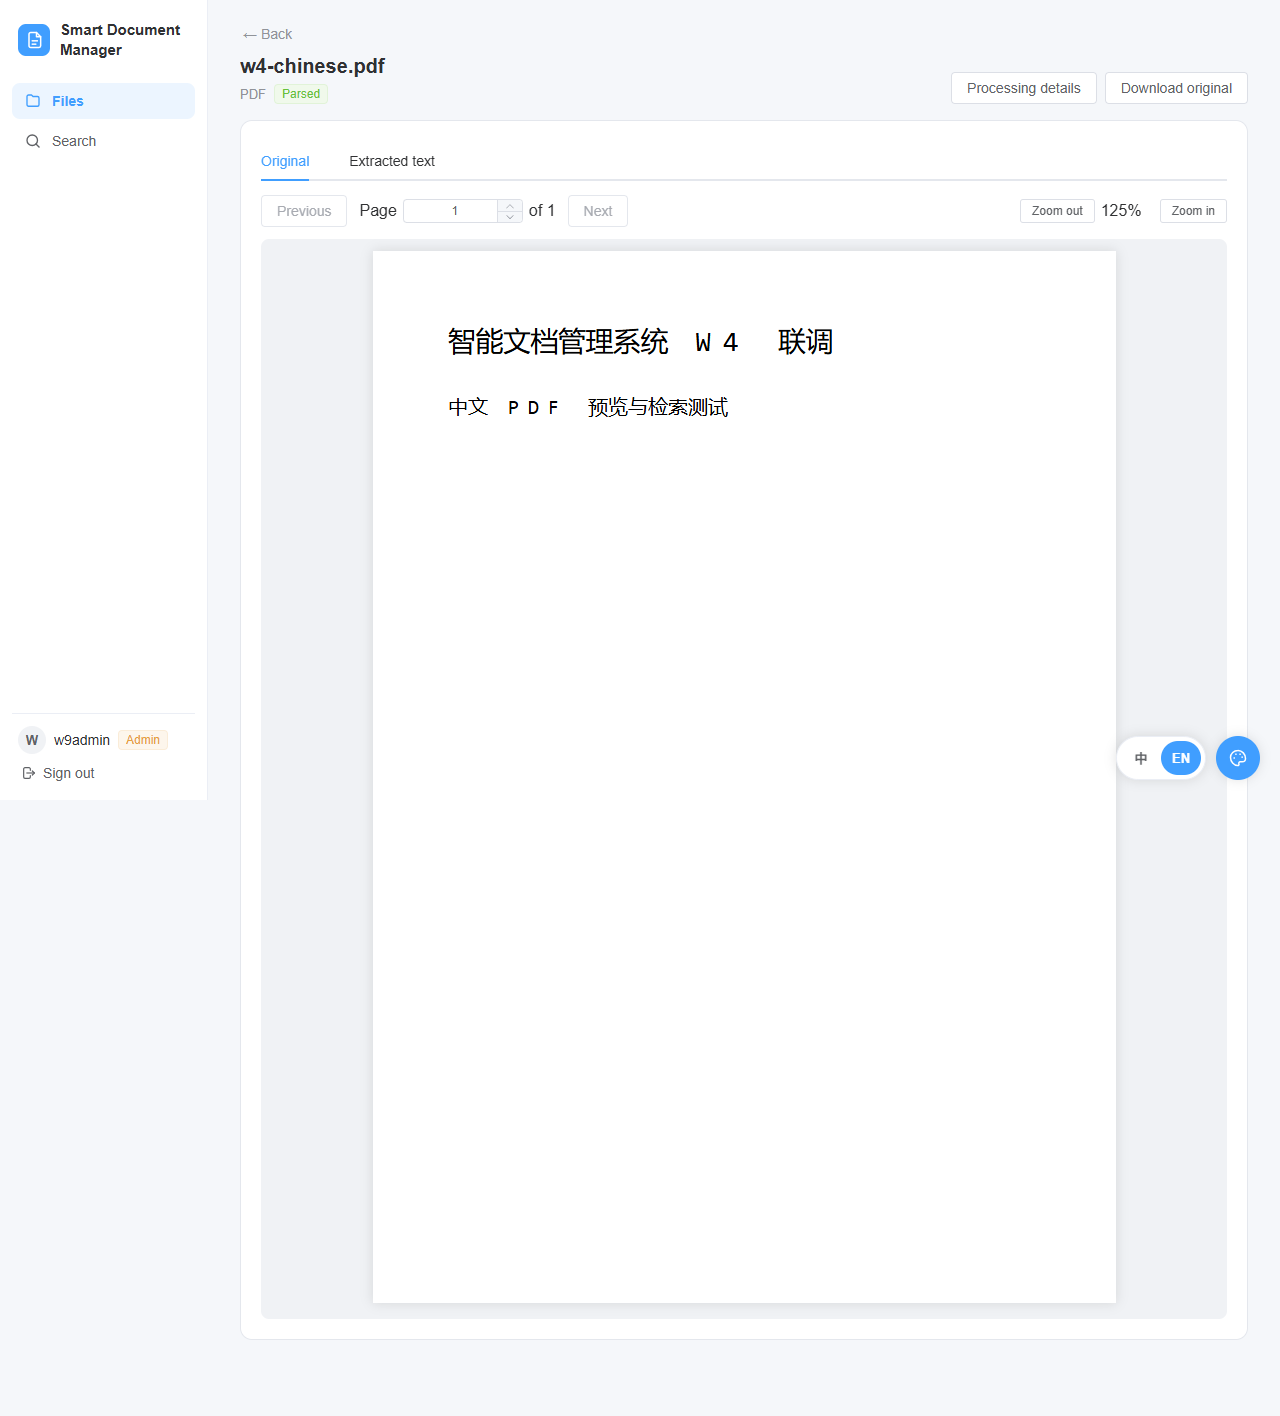 Smart Document
Manager
Files
Search
← Back
w4-chinese.pdf
PDF Parsed
Processing details
Download original
Original
Extracted text
Previous
Page 1 of 1
Next
Zoom out
125%
Zoom in
智能文档管理系统 W4 联调
中文 PDF 预览与检索测试
W w9admin Admin
Sign out
中 EN